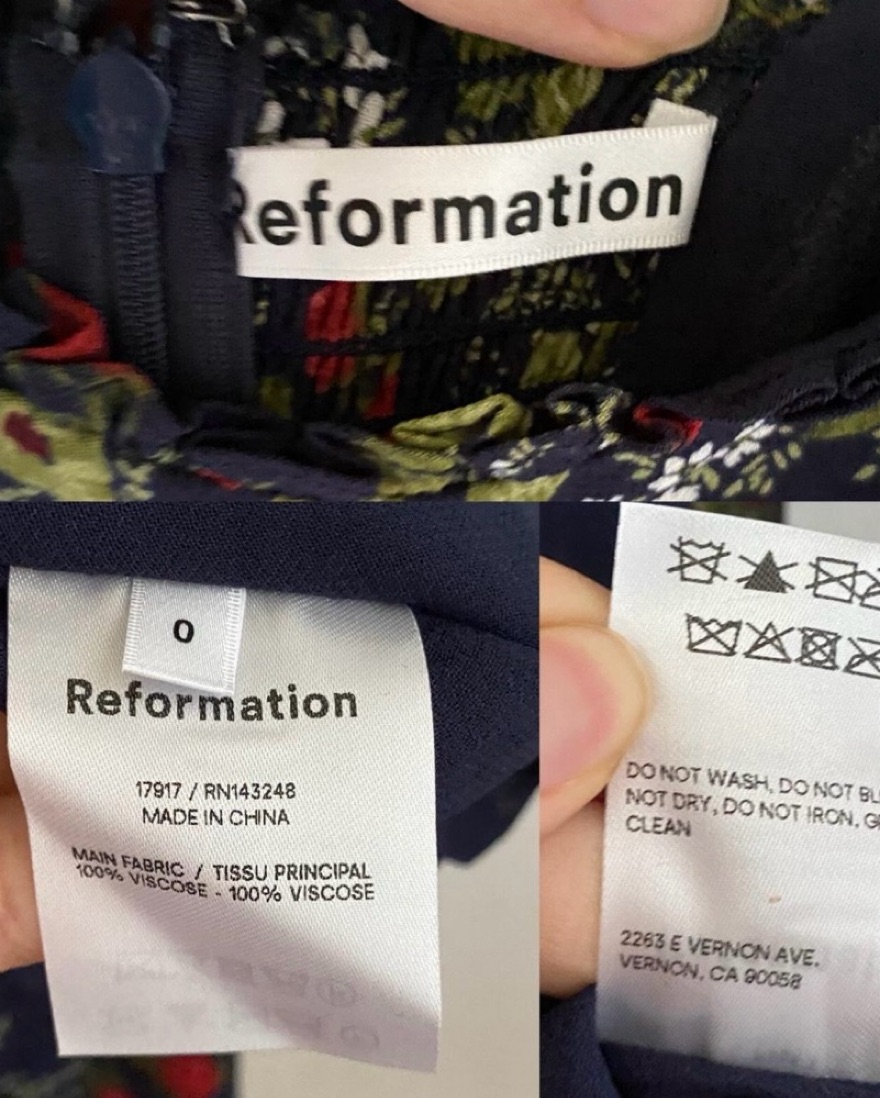 Reformation
0
Reformation
17917 / RN143248
MADE IN CHINA
MAIN FABRIC / TISSU PRINCIPAL
100% VISCOSE - 100% VISCOSE
DO NOT WASH, DO NOT BL
NOT DRY, DO NOT IRON, G
CLEAN
2263 E VERNON AVE.
VERNON, CA 90058